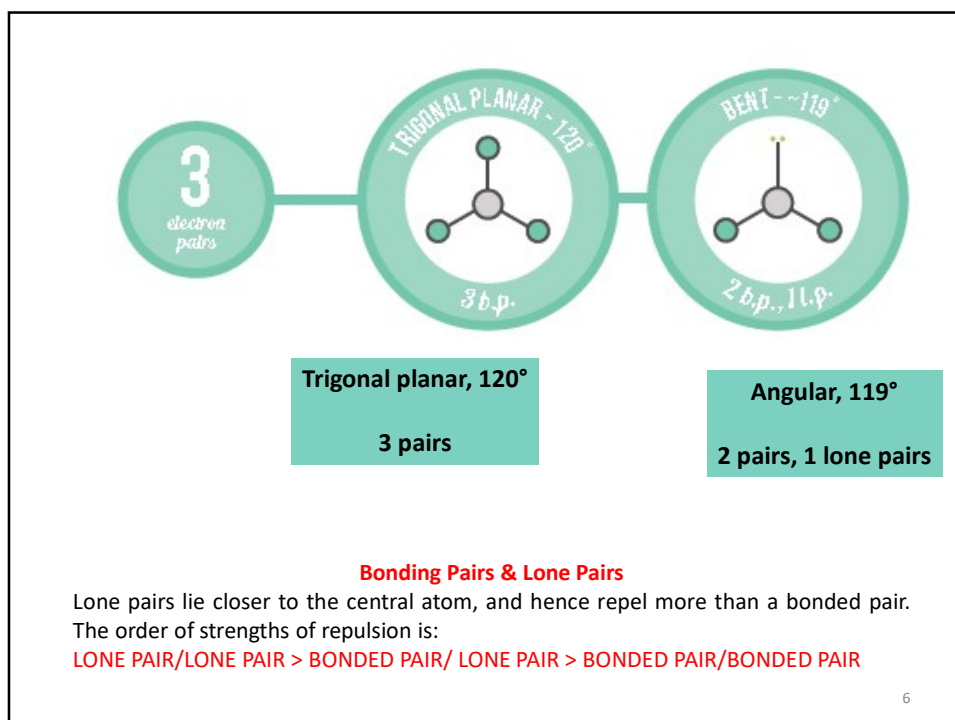 3
electron
pairs
TRIGONAL PLANAR - 120°
3 b.p.
BENT - ~119°
2 b.p., 1 l.p.
Trigonal planar, 120°
3 pairs
Angular, 119°
2 pairs, 1 lone pairs
Bonding Pairs & Lone Pairs
Lone pairs lie closer to the central atom, and hence repel more than a bonded pair.
The order of strengths of repulsion is:
LONE PAIR/LONE PAIR > BONDED PAIR/ LONE PAIR > BONDED PAIR/BONDED PAIR
6